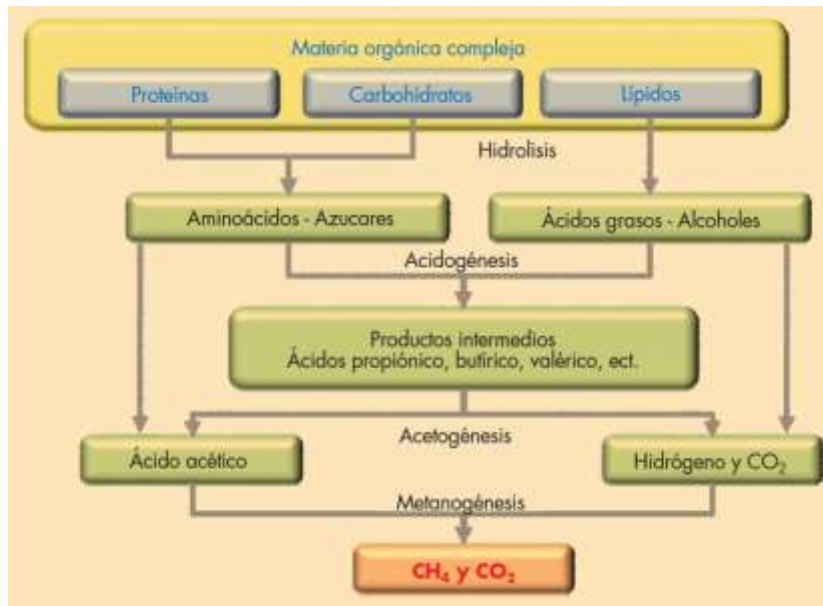 Materia orgánica compleja
Proteinas
Carbohidratos
Lípidos
Hidrolisis
Aminoácidos - Azucares
Ácidos grasos - Alcoholes
Acidogénesis
Productos intermedios
Ácidos propiónico, butírico, valérico, ect.
Acetogénesis
Ácido acético
Hidrógeno y CO₂
Metanogénesis
CH₄ y CO₂